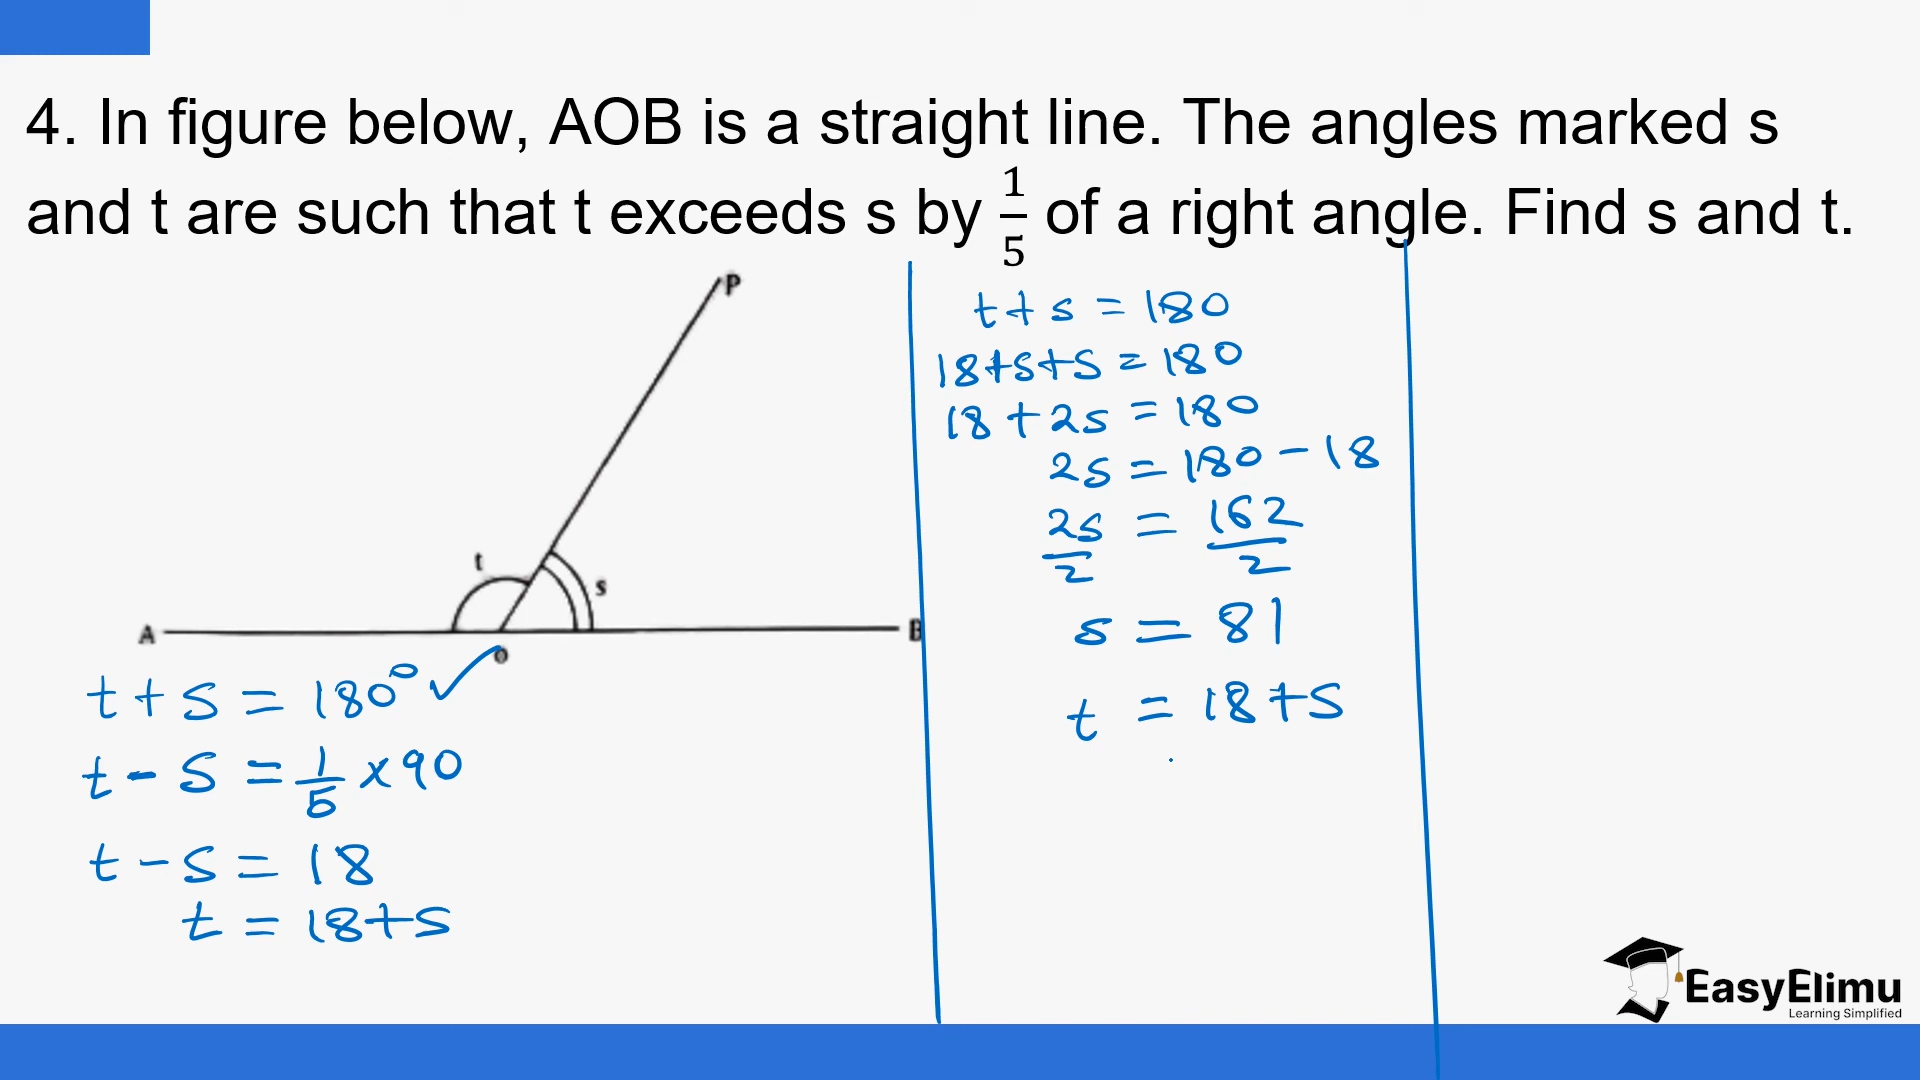 4. In figure below, AOB is a straight line. The angles marked s
and t are such that t exceeds s by 1/5 of a right angle. Find s and t.
P
t
s
A
B
O
t + s = 180° ✓
t - s = 1/5 x 90
t - s = 18
t = 18 + s
t + s = 180
18 + s + s = 180
18 + 2s = 180
2s = 180 - 18
2s/2 = 162/2
s = 81
t = 18 + s
EasyElimu
Learning Simplified